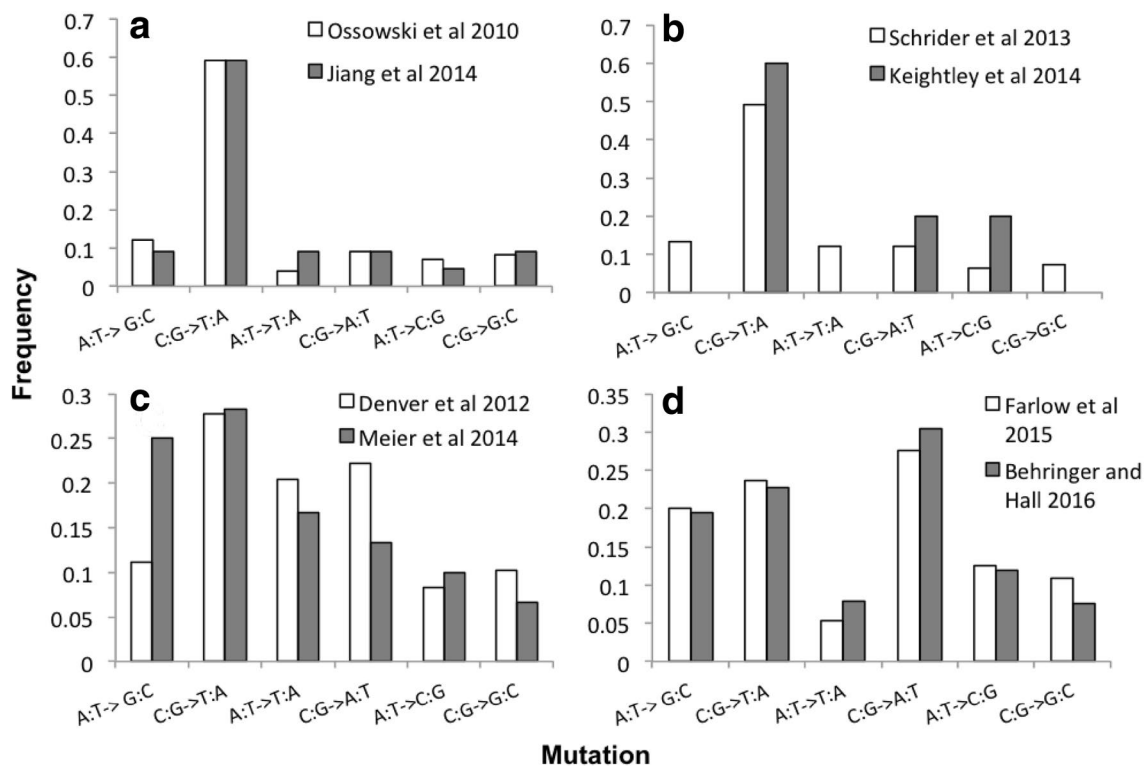 a
Ossowski et al 2010
Jiang et al 2014
0.7
0.6
0.5
0.4
0.3
0.2
0.1
0
A:T-> G:C
C:G->T:A
A:T->T:A
C:G->A:T
A:T->C:G
C:G->G:C
b
Schrider et al 2013
Keightley et al 2014
0.7
0.6
0.5
0.4
0.3
0.2
0.1
0
A:T-> G:C
C:G->T:A
A:T->T:A
C:G->A:T
A:T->C:G
C:G->G:C
Frequency
c
Denver et al 2012
Meier et al 2014
0.3
0.25
0.2
0.15
0.1
0.05
0
A:T-> G:C
C:G->T:A
A:T->T:A
C:G->A:T
A:T->C:G
C:G->G:C
d
Farlow et al
2015
Behringer and
Hall 2016
0.35
0.3
0.25
0.2
0.15
0.1
0.05
0
A:T-> G:C
C:G->T:A
A:T->T:A
C:G->A:T
A:T->C:G
C:G->G:C
Mutation